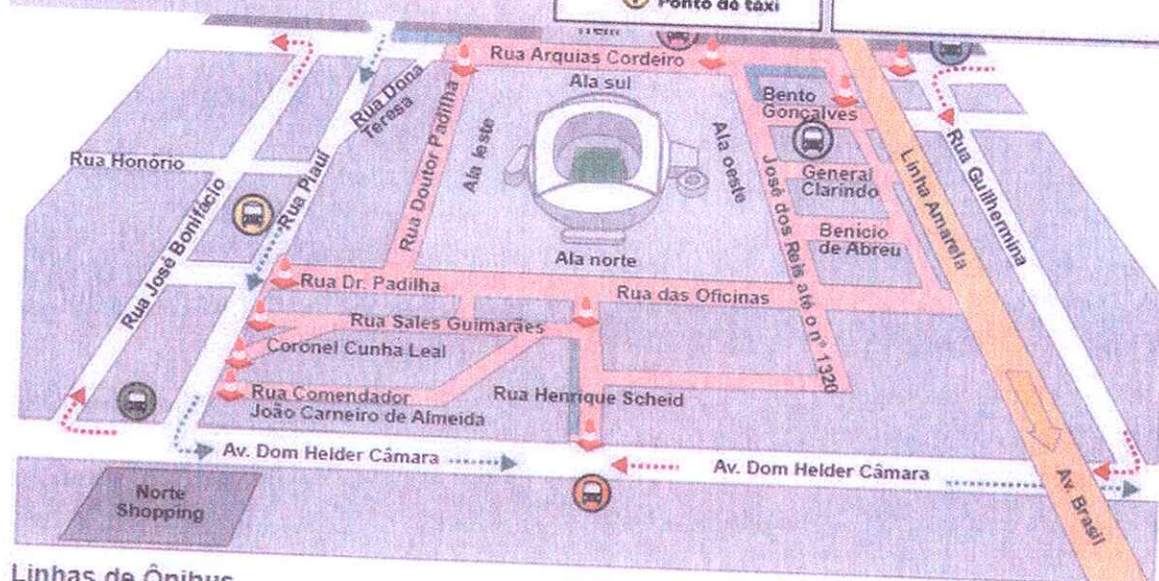 Ponto de táxi
Rua Arquias Cordeiro
Ala sul
Rua Dona
Teresa
Bento
Gonçalves
Rua Doutor Padilha
Ala leste
Ala oeste
Rua Honório
Rua Piauí
General
Clarindo
Linha Amarela
Rua Guilhermina
Rua José Bonifácio
José dos Reis até o nº 1320
Benicio
de Abreu
Ala norte
Rua Dr. Padilha
Rua das Oficinas
Rua Sales Guimarães
Coronel Cunha Leal
Rua Comendador
João Carneiro de Almeida
Rua Henrique Scheid
Av. Dom Helder Câmara
Av. Dom Helder Câmara
Av. Brasil
Norte
Shopping
Linhas de Ônibus